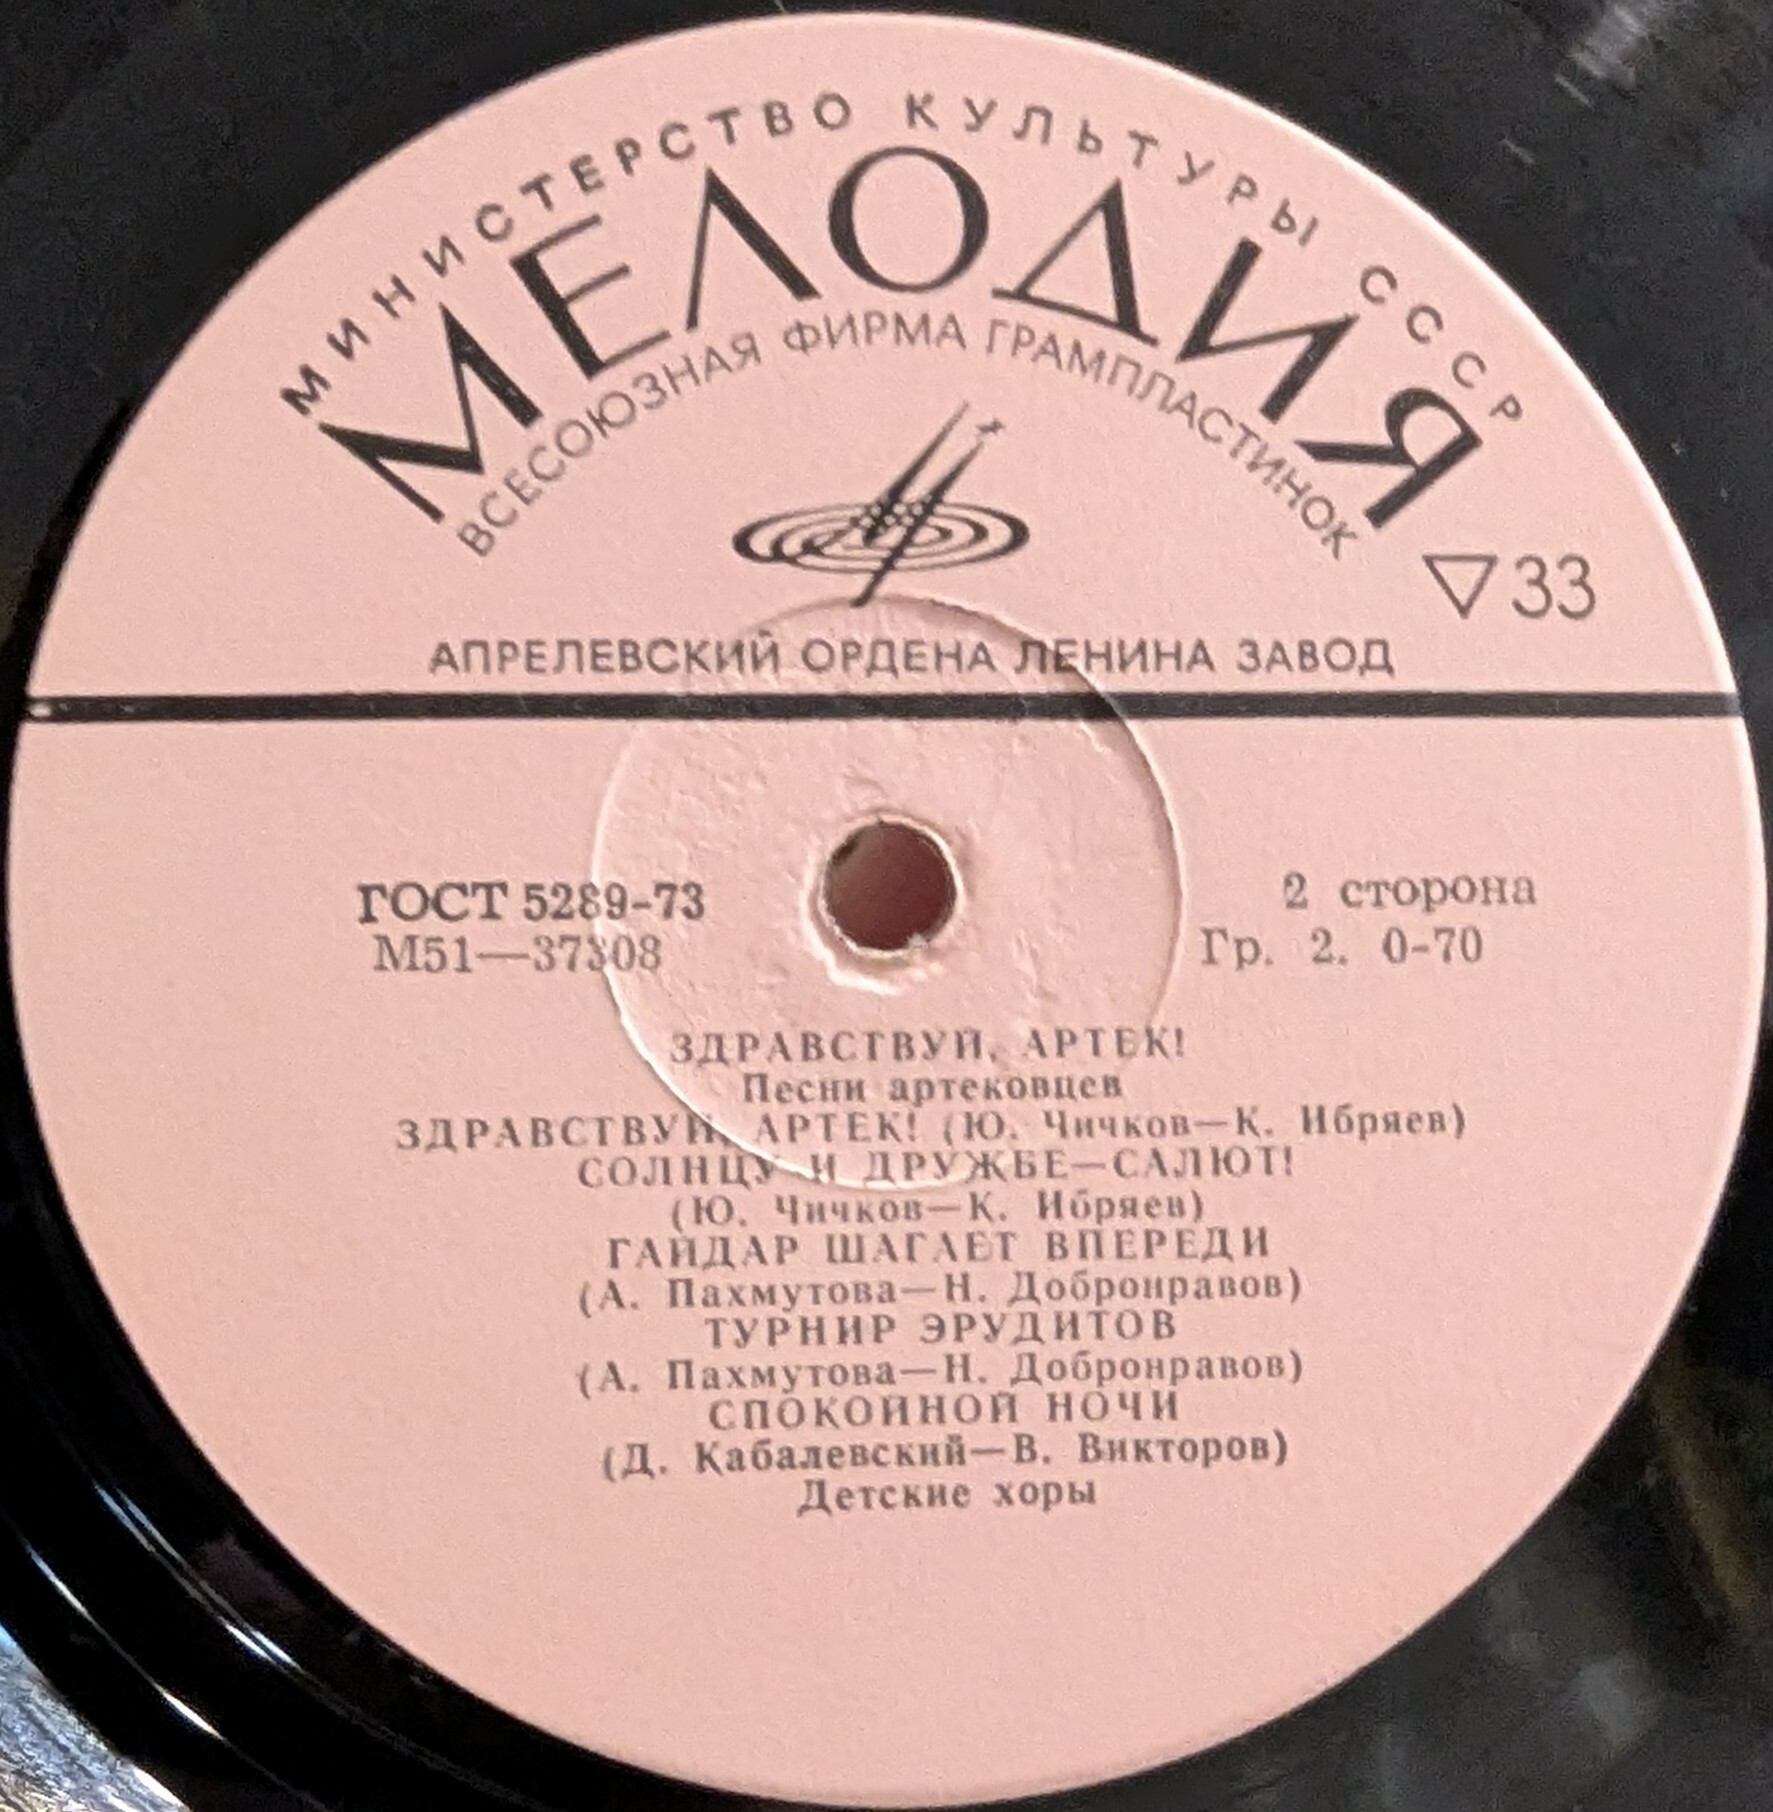 МИНИСТЕРСТВО КУЛЬТУРЫ СССР
МЕЛОДИЯ
ВСЕСОЮЗНАЯ ФИРМА ГРАМПЛАСТИНОК
▽33
АПРЕЛЕВСКИЙ ОРДЕНА ЛЕНИНА ЗАВОД
ГОСТ 5289-73
М51—37308
2 сторона
Гр. 2. 0-70
ЗДРАВСТВУЙ, АРТЕК!
Песни артековцев
ЗДРАВСТВУЙ, АРТЕК! (Ю. Чичков—К. Ибряев)
СОЛНЦУ И ДРУЖБЕ—САЛЮТ!
(Ю. Чичков—К. Ибряев)
ГАЙДАР ШАГАЕТ ВПЕРЕДИ
(А. Пахмутова—Н. Добронравов)
ТУРНИР ЭРУДИТОВ
(А. Пахмутова—Н. Добронравов)
СПОКОЙНОЙ НОЧИ
(Д. Кабалевский—В. Викторов)
Детские хоры